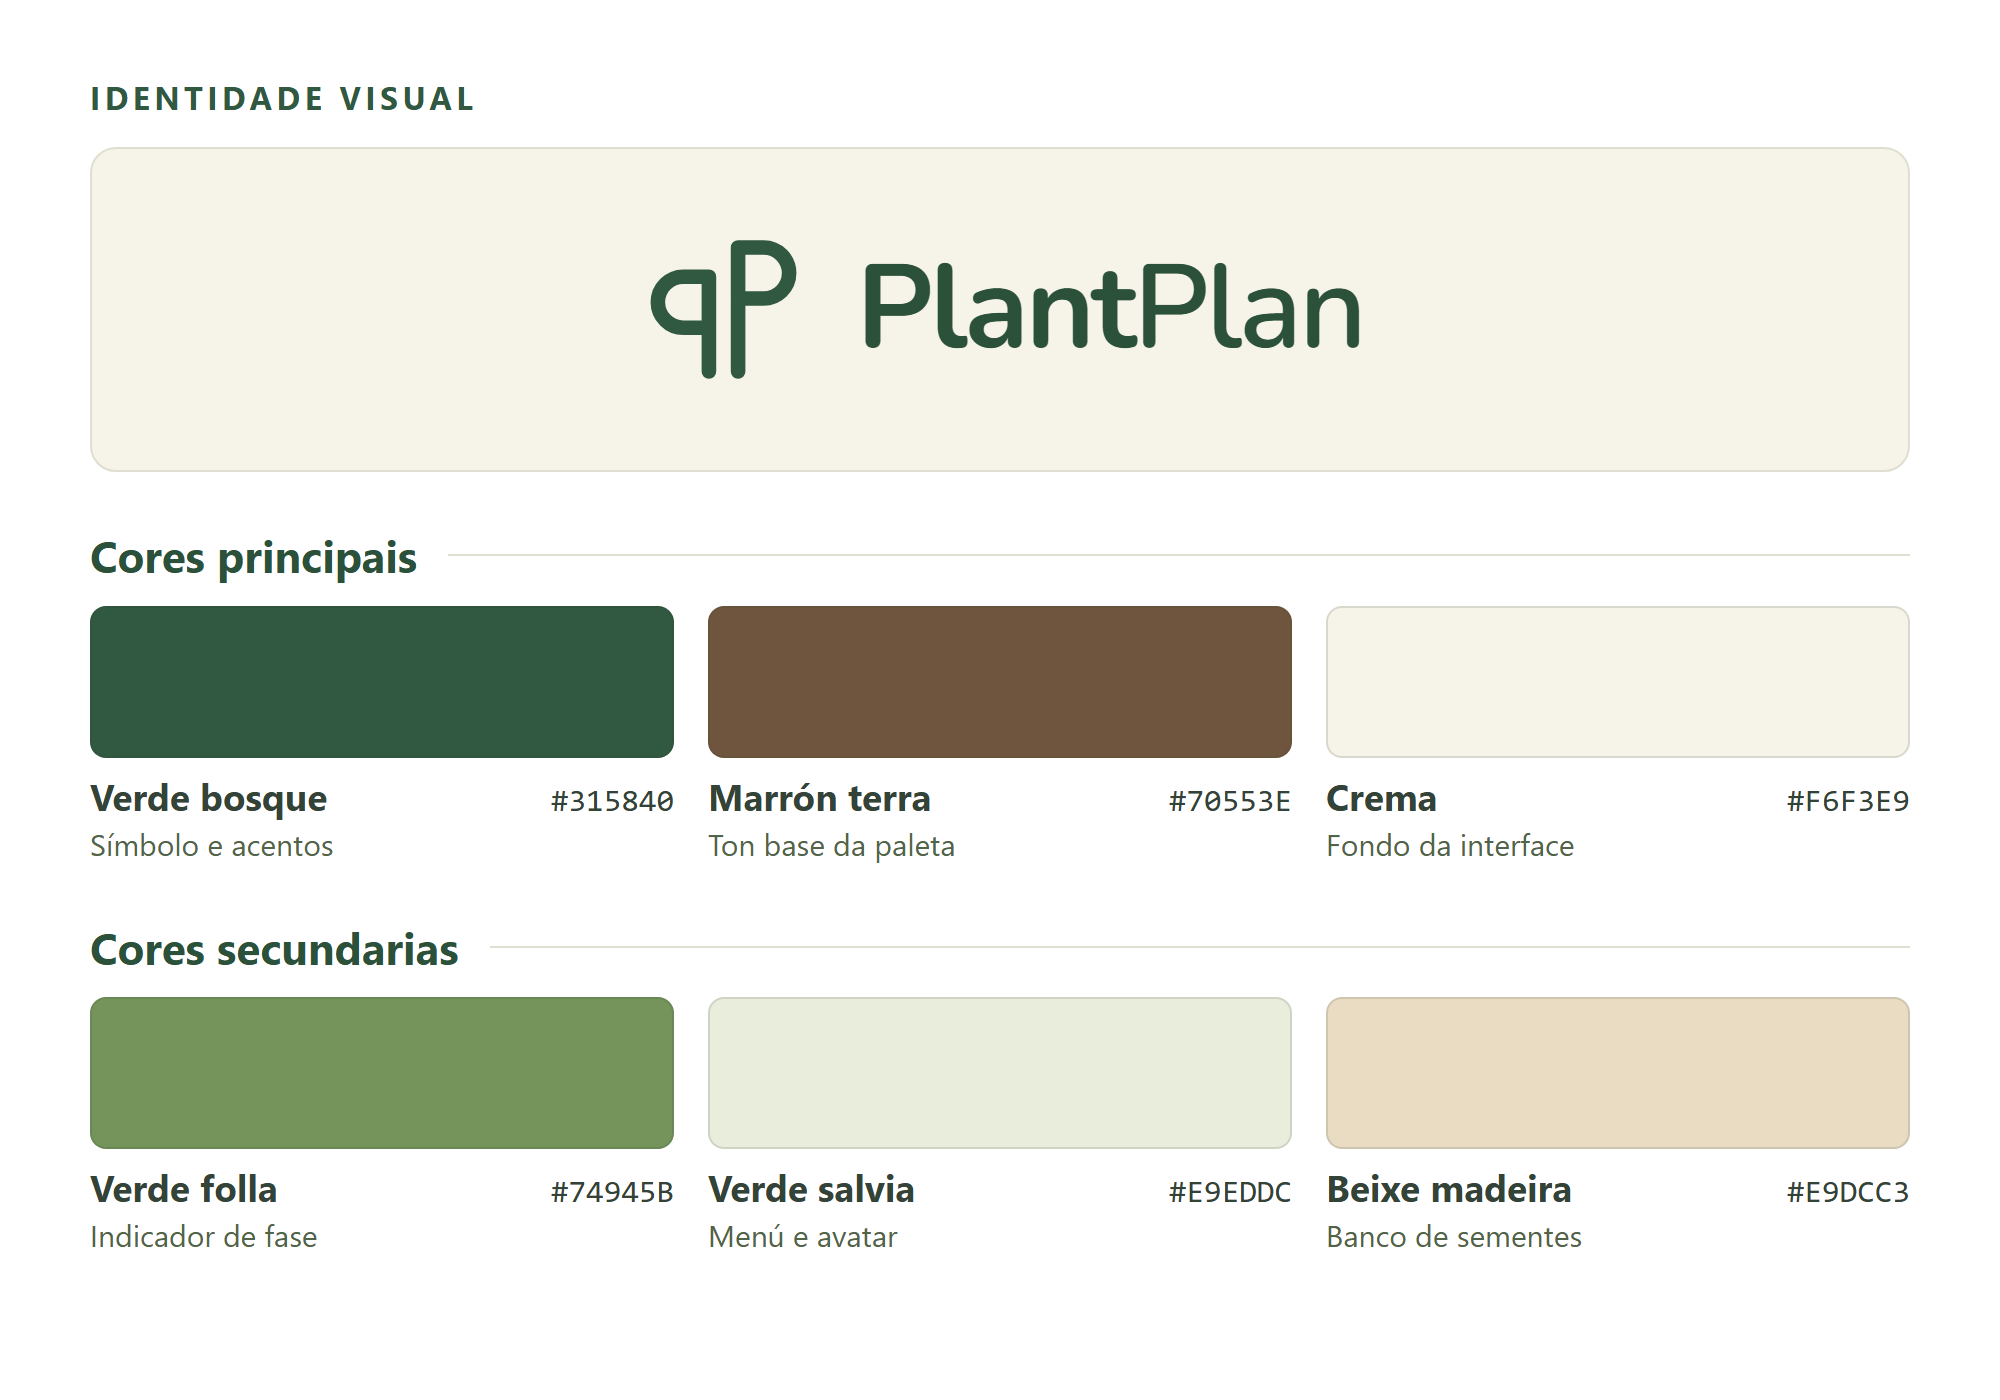 IDENTIDADE VISUAL
PlantPlan
Cores principais
Verde bosque #315840
Símbolo e acentos
Marrón terra #70553E
Ton base da paleta
Crema #F6F3E9
Fondo da interface
Cores secundarias
Verde folla #74945B
Indicador de fase
Verde salvia #E9EDDC
Menú e avatar
Beixe madeira #E9DCC3
Banco de sementes